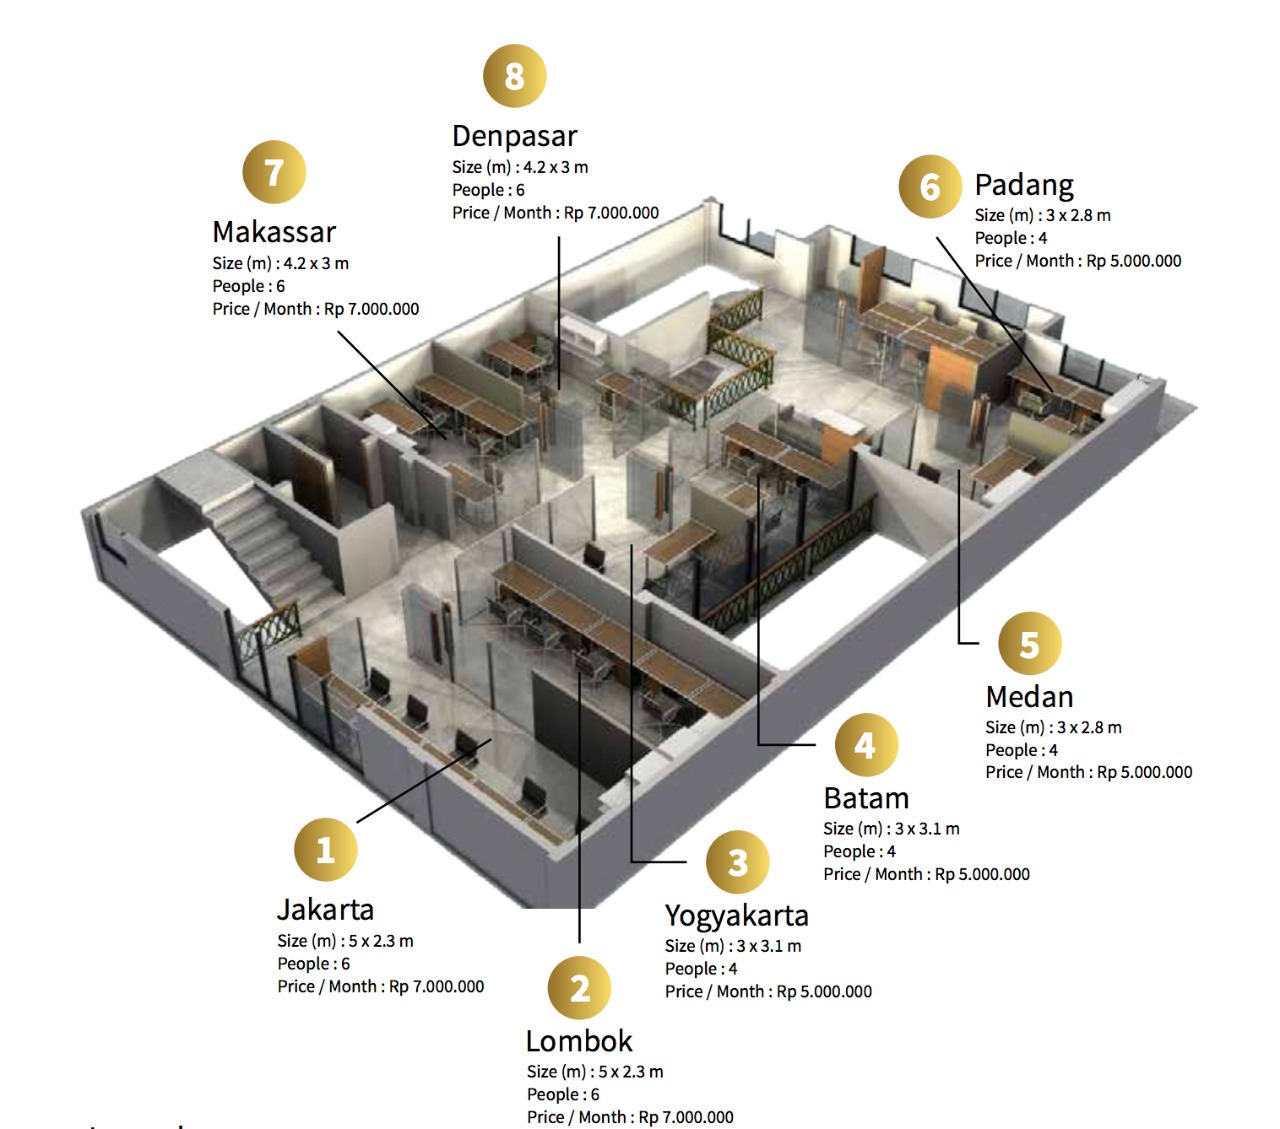 8
Denpasar
Size (m) : 4.2 x 3 m
People : 6
Price / Month : Rp 7.000.000
7
Makassar
Size (m) : 4.2 x 3 m
People : 6
Price / Month : Rp 7.000.000
6
Padang
Size (m) : 3 x 2.8 m
People : 4
Price / Month : Rp 5.000.000
5
Medan
Size (m) : 3 x 2.8 m
People : 4
Price / Month : Rp 5.000.000
4
Batam
Size (m) : 3 x 3.1 m
People : 4
Price / Month : Rp 5.000.000
3
Yogyakarta
Size (m) : 3 x 3.1 m
People : 4
Price / Month : Rp 5.000.000
1
Jakarta
Size (m) : 5 x 2.3 m
People : 6
Price / Month : Rp 7.000.000
2
Lombok
Size (m) : 5 x 2.3 m
People : 6
Price / Month : Rp 7.000.000